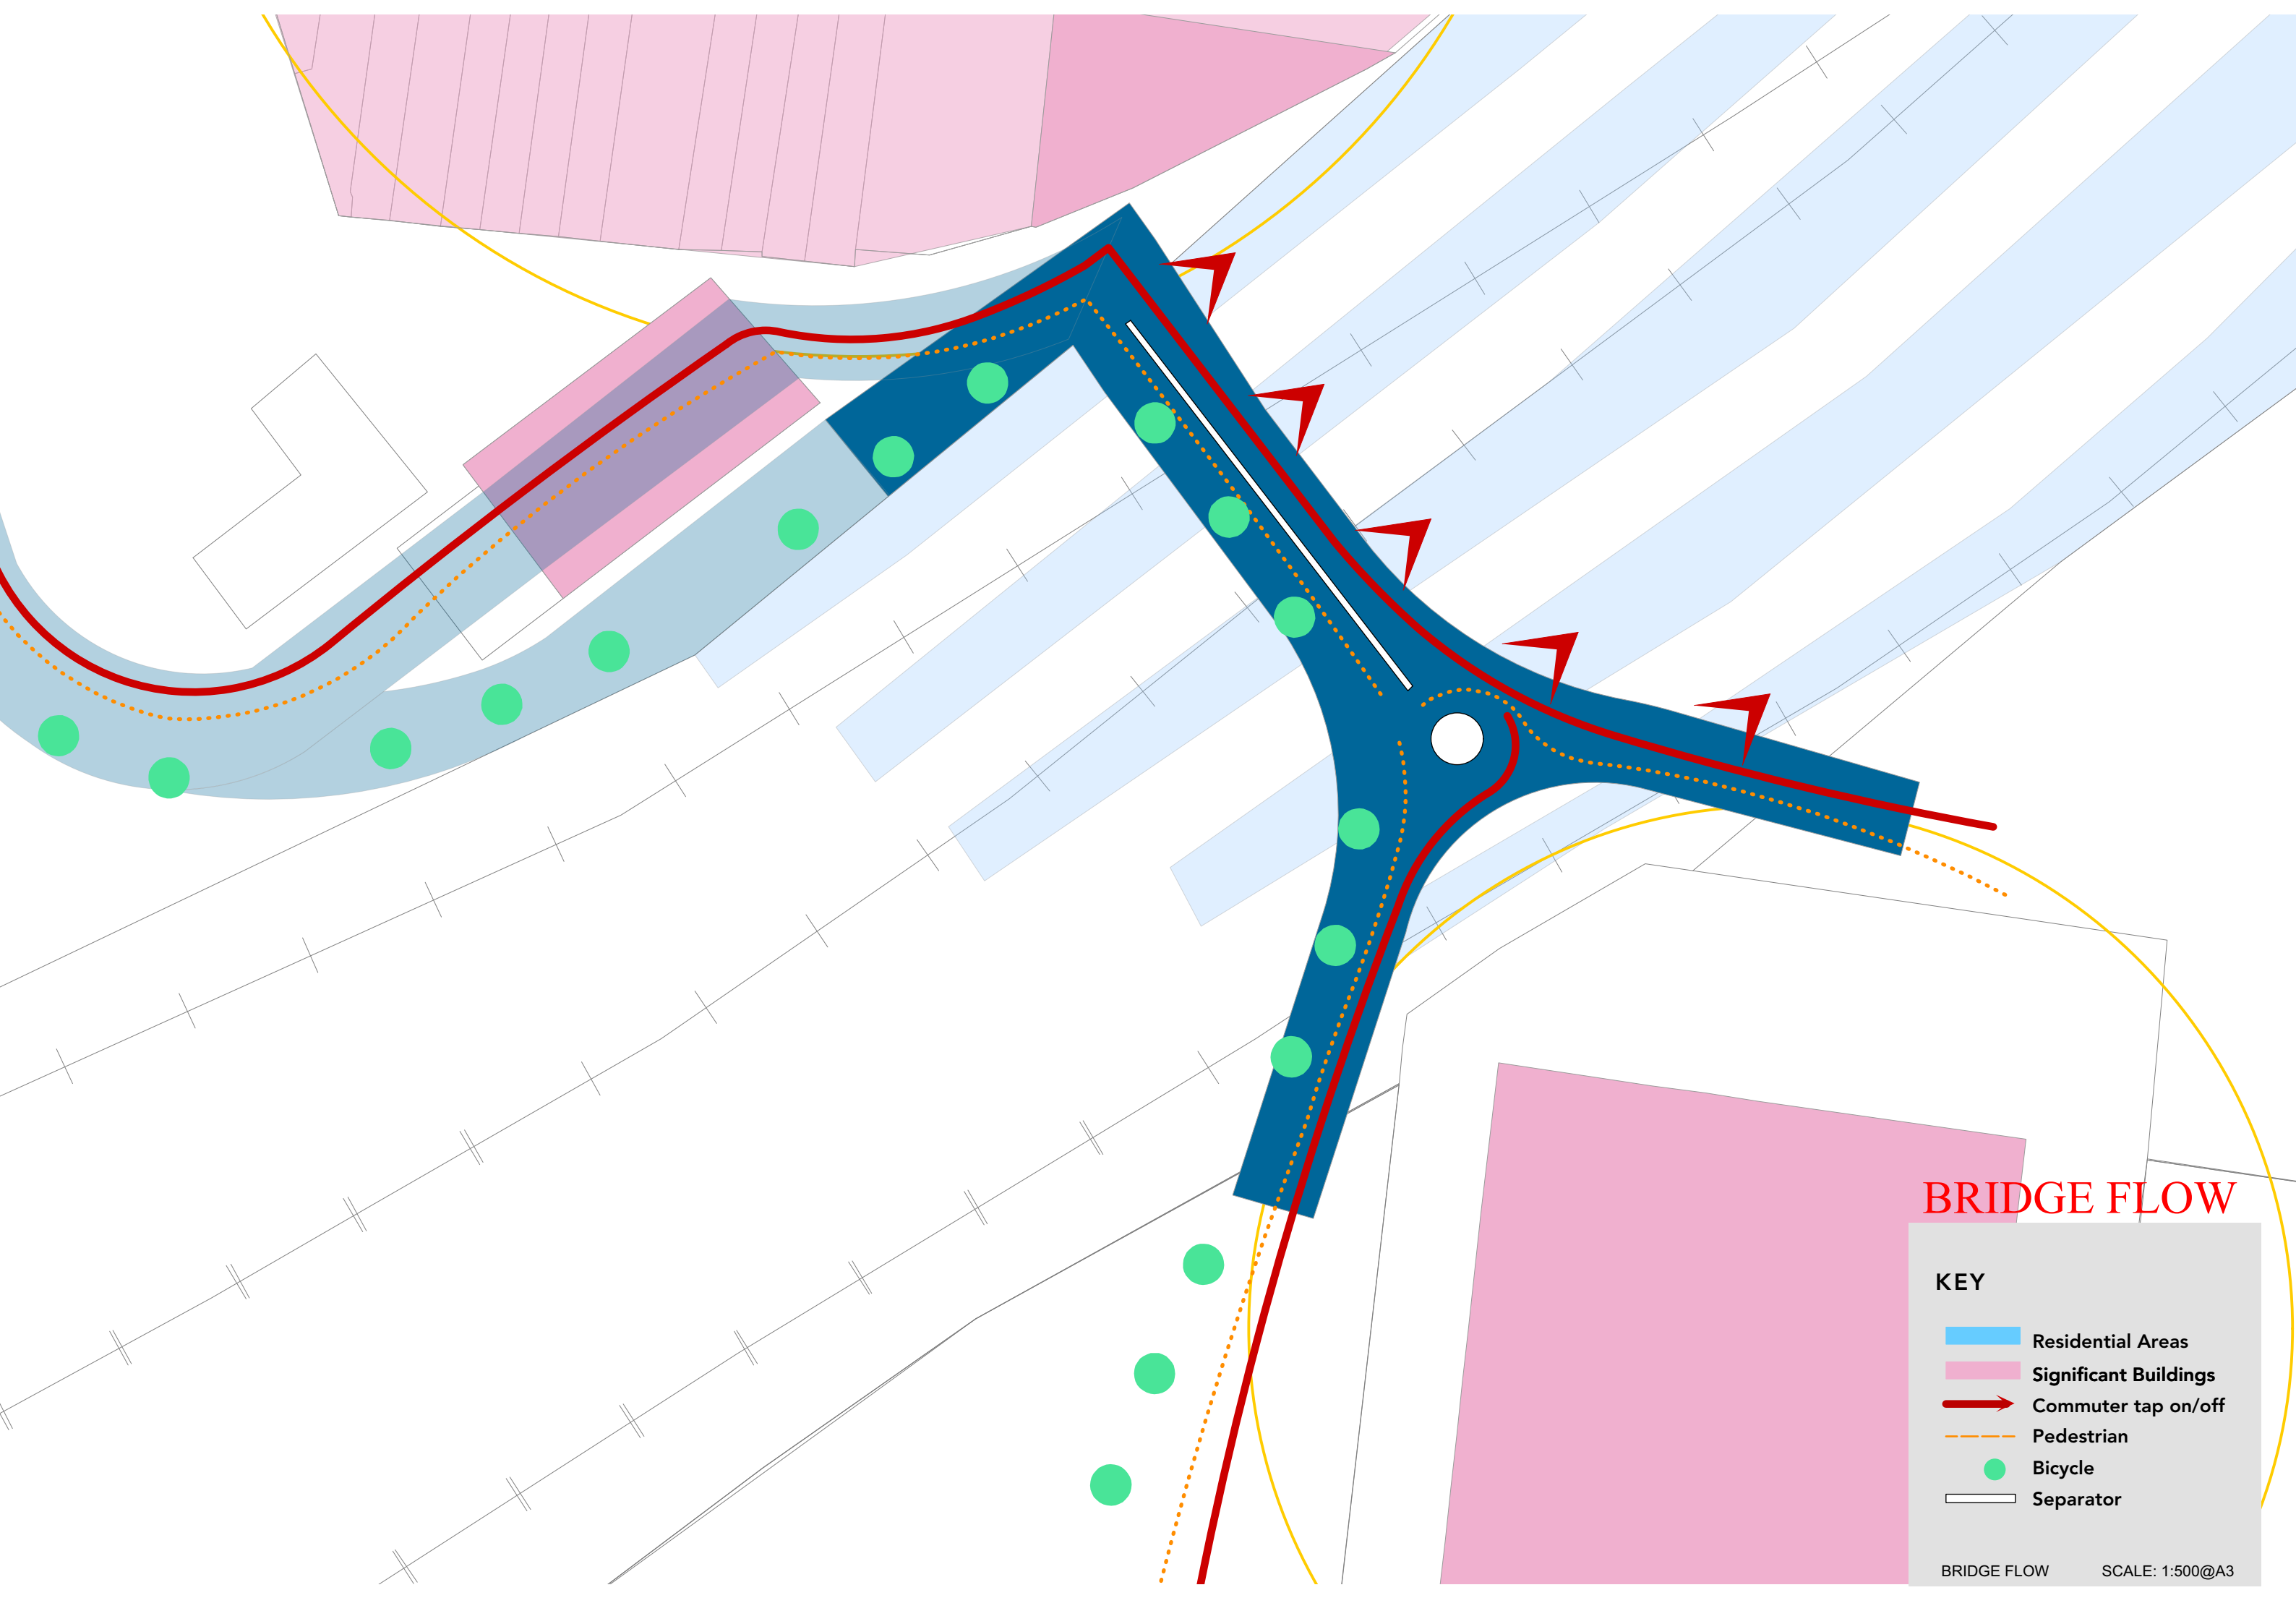 BRIDGE FLOW
KEY
Residential Areas
Significant Buildings
Commuter tap on/off
Pedestrian
Bicycle
Separator
BRIDGE FLOW SCALE: 1:500@A3